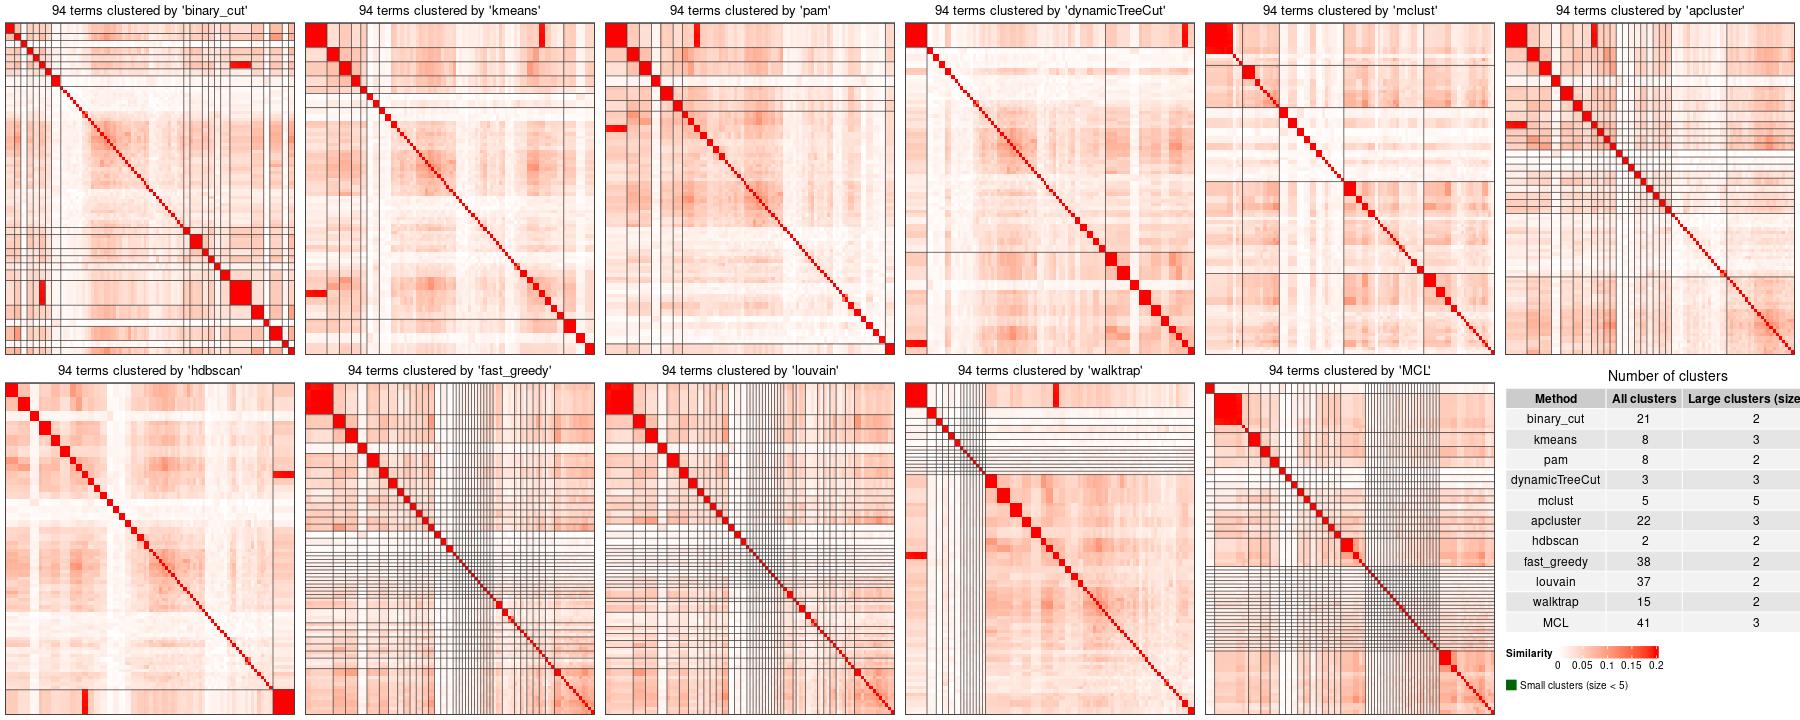 94 terms clustered by 'binary_cut'
94 terms clustered by 'kmeans'
94 terms clustered by 'pam'
94 terms clustered by 'dynamicTreeCut'
94 terms clustered by 'mclust'
94 terms clustered by 'apcluster'
94 terms clustered by 'hdbscan'
94 terms clustered by 'fast_greedy'
94 terms clustered by 'louvain'
94 terms clustered by 'walktrap'
94 terms clustered by 'MCL'
Number of clusters
Method All clusters Large clusters (size
binary_cut 21 2
kmeans 8 3
pam 8 2
dynamicTreeCut 3 3
mclust 5 5
apcluster 22 3
hdbscan 2 2
fast_greedy 38 2
louvain 37 2
walktrap 15 2
MCL 41 3
Similarity
0 0.05 0.1 0.15 0.2
Small clusters (size < 5)